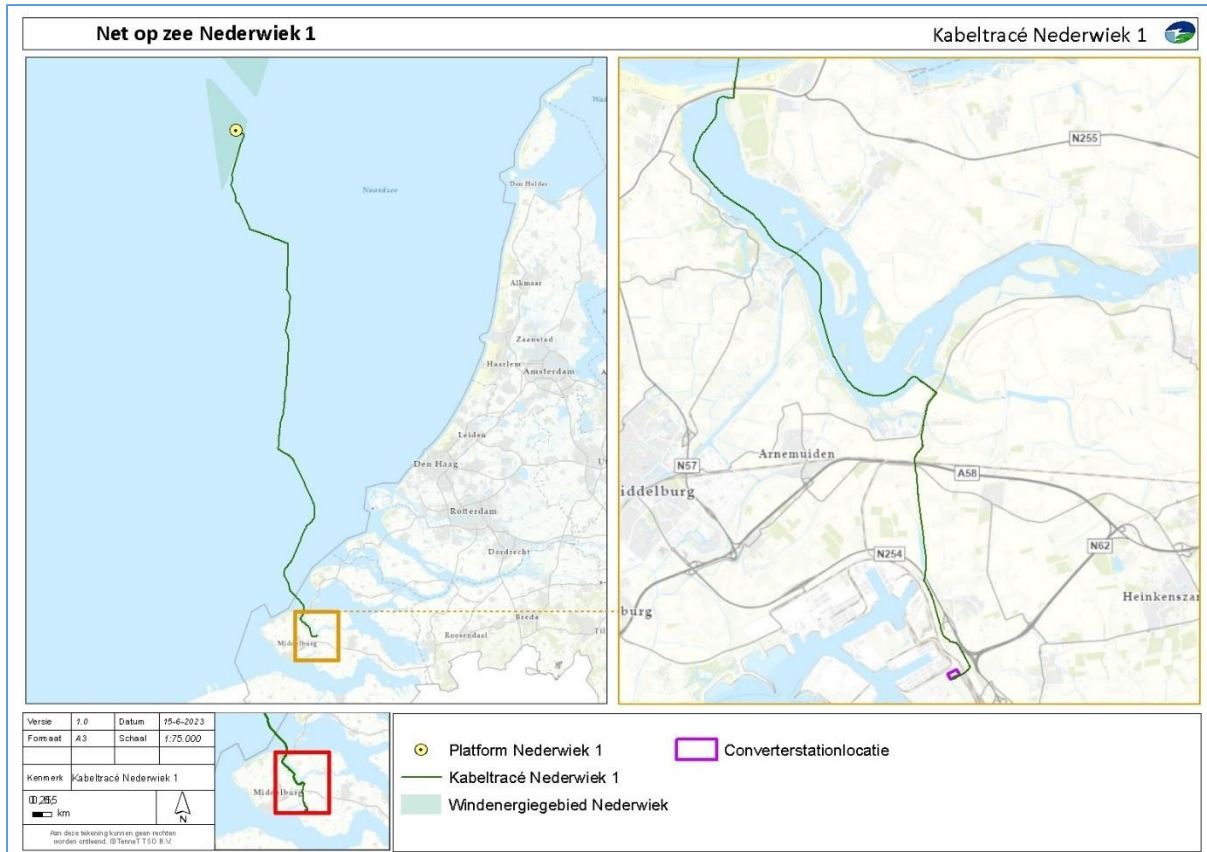 Net op zee Nederwiek 1
Kabeltracé Nederwiek 1
Noordzee
Den Helder
Alkmaar
Zaanstad
Haarlem
Amsterdam
Leiden
Den Haag
Rotterdam
Dordrecht
Breda
Roosendaal
Middelburg
N255
Arnemuiden
N57
A58
iddelburg
N254
N62
Heinkensza
burg
Versie 1.0 Datum 15-6-2023
Formaat A3 Schaal 1:75.000
Kenmerk Kabeltracé Nederwiek 1
km
N
Aan deze tekening kunnen geen rechten
worden ontleend. © TenneT TSO B.V.
Middelburg
Platform Nederwiek 1
Kabeltracé Nederwiek 1
Windenergiegebied Nederwiek
Converterstationlocatie